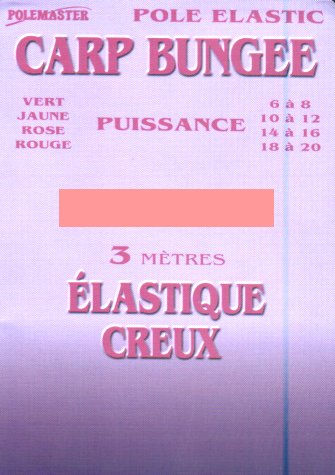 POLEMASTER POLE ELASTIC
CARP BUNGEE
VERT 6 à 8
JAUNE 10 à 12
PUISSANCE
ROSE 14 à 16
ROUGE 18 à 20
3 MÈTRES
ÉLASTIQUE
CREUX